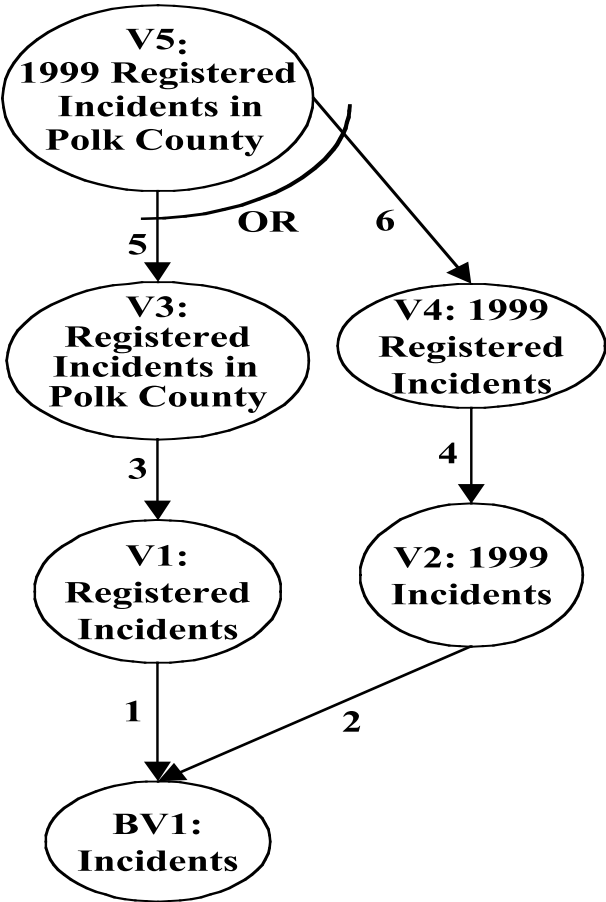 V5:
1999 Registered
Incidents in
Polk County
OR
6
5
V3:
Registered
Incidents in
Polk County
V4: 1999
Registered
Incidents
3
4
V1:
Registered
Incidents
V2: 1999
Incidents
1
2
BV1:
Incidents